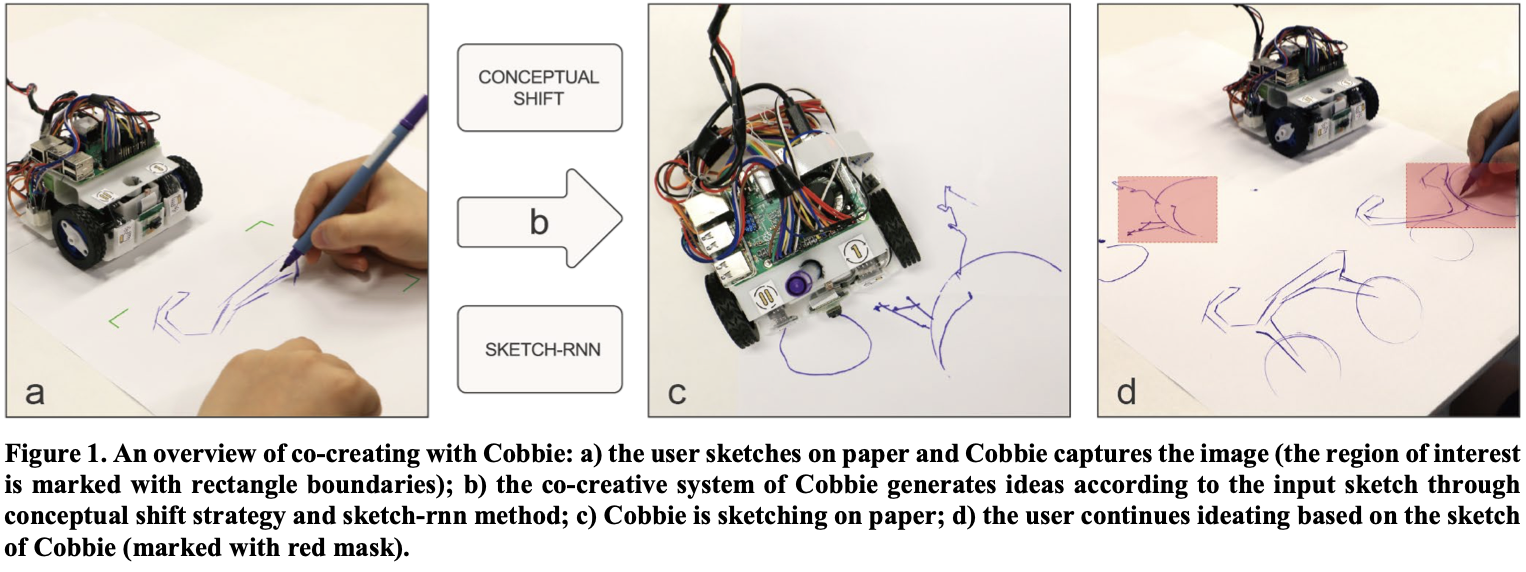 CONCEPTUAL
SHIFT
b
SKETCH-RNN
a
c
d
Figure 1. An overview of co-creating with Cobbie: a) the user sketches on paper and Cobbie captures the image (the region of interest
is marked with rectangle boundaries); b) the co-creative system of Cobbie generates ideas according to the input sketch through
conceptual shift strategy and sketch-rnn method; c) Cobbie is sketching on paper; d) the user continues ideating based on the sketch
of Cobbie (marked with red mask).